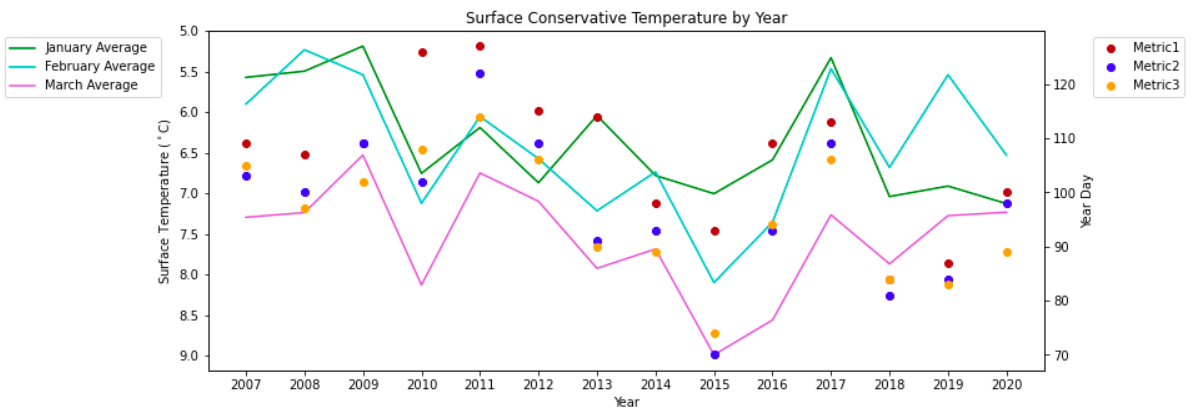 Surface Conservative Temperature by Year
January Average
February Average
March Average
Metric1
Metric2
Metric3
Surface Temperature (˚C)
5.0
5.5
6.0
6.5
7.0
7.5
8.0
8.5
9.0
120
110
100
90
80
70
Year Day
2007 2008 2009 2010 2011 2012 2013 2014 2015 2016 2017 2018 2019 2020
Year